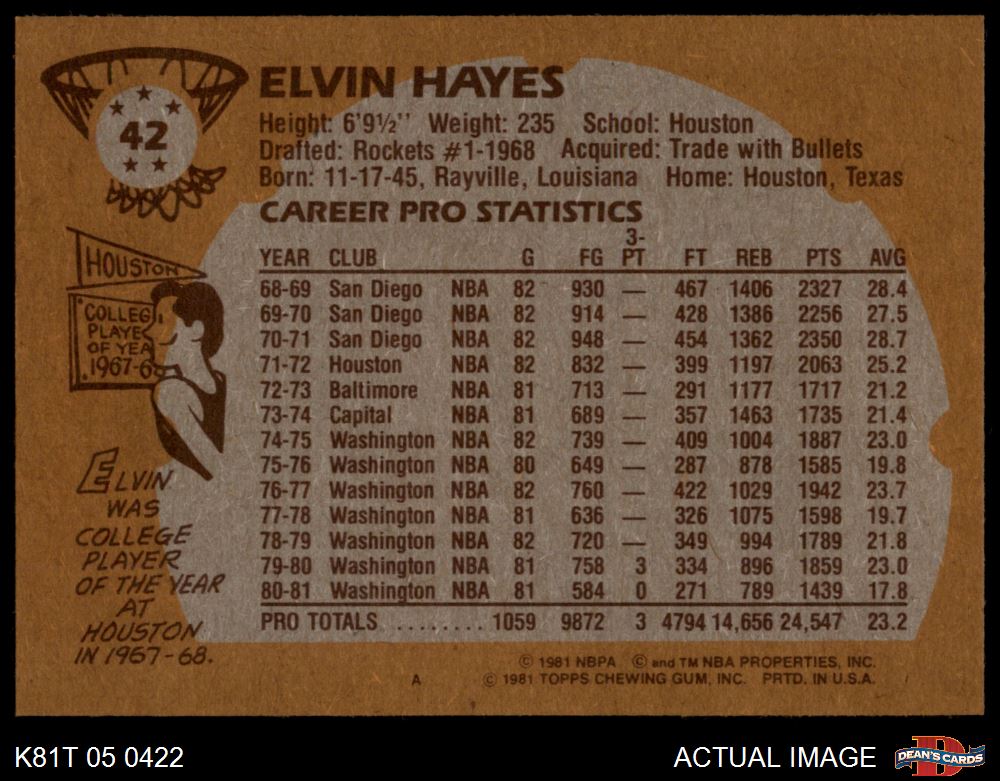 42
ELVIN HAYES
Height: 6'9½'' Weight: 235 School: Houston
Drafted: Rockets #1-1968 Acquired: Trade with Bullets
Born: 11-17-45, Rayville, Louisiana Home: Houston, Texas
CAREER PRO STATISTICS
YEAR CLUB G FG 3-PT FT REB PTS AVG
68-69 San Diego NBA 82 930 — 467 1406 2327 28.4
69-70 San Diego NBA 82 914 — 428 1386 2256 27.5
70-71 San Diego NBA 82 948 — 454 1362 2350 28.7
71-72 Houston NBA 82 832 — 399 1197 2063 25.2
72-73 Baltimore NBA 81 713 — 291 1177 1717 21.2
73-74 Capital NBA 81 689 — 357 1463 1735 21.4
74-75 Washington NBA 82 739 — 409 1004 1887 23.0
75-76 Washington NBA 80 649 — 287 878 1585 19.8
76-77 Washington NBA 82 760 — 422 1029 1942 23.7
77-78 Washington NBA 81 636 — 326 1075 1598 19.7
78-79 Washington NBA 82 720 — 349 994 1789 21.8
79-80 Washington NBA 81 758 3 334 896 1859 23.0
80-81 Washington NBA 81 584 0 271 789 1439 17.8
PRO TOTALS ........ 1059 9872 3 4794 14,656 24,547 23.2
HOUSTON
COLLEG
PLAYE
OF YEA
1967-6
ELVIN
WAS
COLLEGE
PLAYER
OF THE YEAR
AT
HOUSTON
IN 1967-68.
© 1981 NBPA © and TM NBA PROPERTIES, INC.
A © 1981 TOPPS CHEWING GUM, INC. PRTD. IN U.S.A.
K81T 05 0422
ACTUAL IMAGE
D
DEAN'S CARDS